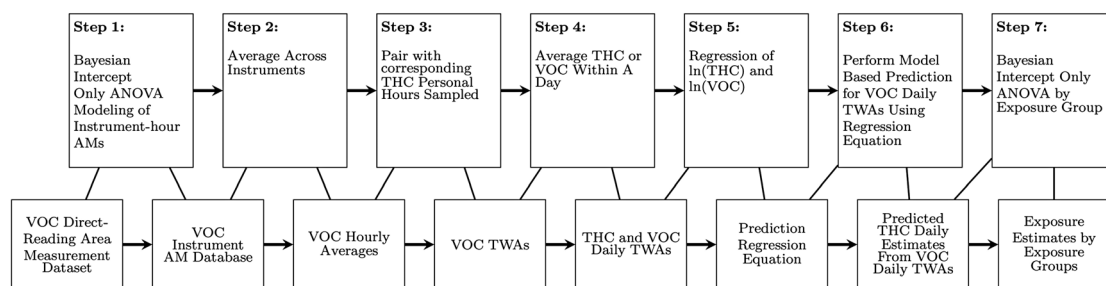 Step 1:
Bayesian
Intercept
Only ANOVA
Modeling of
Instrument-hour
AMs
Step 2:
Average Across
Instruments
Step 3:
Pair with
corresponding
THC Personal
Hours Sampled
Step 4:
Average THC or
VOC Within A
Day
Step 5:
Regression of
ln(THC) and
ln(VOC)
Step 6:
Perform Model
Based Prediction
for VOC Daily
TWAs Using
Regression
Equation
Step 7:
Bayesian
Intercept Only
ANOVA by
Exposure Group
VOC Direct-
Reading Area
Measurement
Dataset
VOC
Instrument
AM Database
VOC Hourly
Averages
VOC TWAs
THC and VOC
Daily TWAs
Prediction
Regression
Equation
Predicted
THC Daily
Estimates
From VOC
Daily TWAs
Exposure
Estimates by
Exposure
Groups